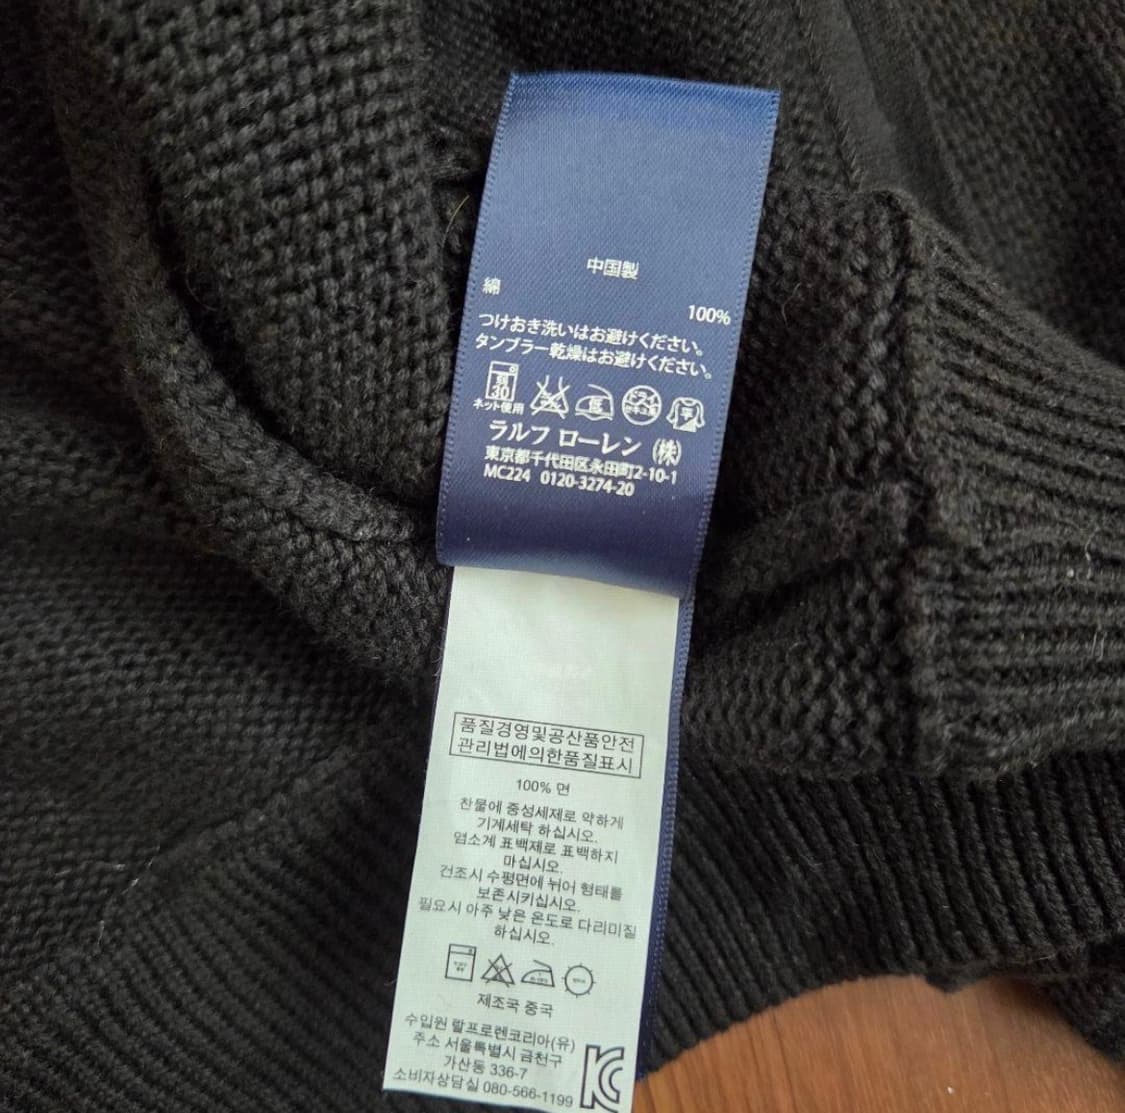 中国製
綿 100%
つけおき洗いはお避けください。
タンブラー乾燥はお避けください。
弱
30
低
ドライ
セキユ系
平
ネット使用
ラルフ ローレン (株)
東京都千代田区永田町2-10-1
MC224 0120-3274-20
품질경영및공산품안전
관리법에의한품질표시
100% 면
찬물에 중성세제로 약하게
기계세탁 하십시오.
염소계 표백제로 표백하지
마십시오.
건조시 수평면에 뉘어 형태를
보존시키십시오.
필요시 아주 낮은 온도로 다리미질
하십시오.
제조국 중국
수입원 랄프로렌코리아(유)
주소 서울특별시 금천구
가산동 336-7
소비자상담실 080-566-1199